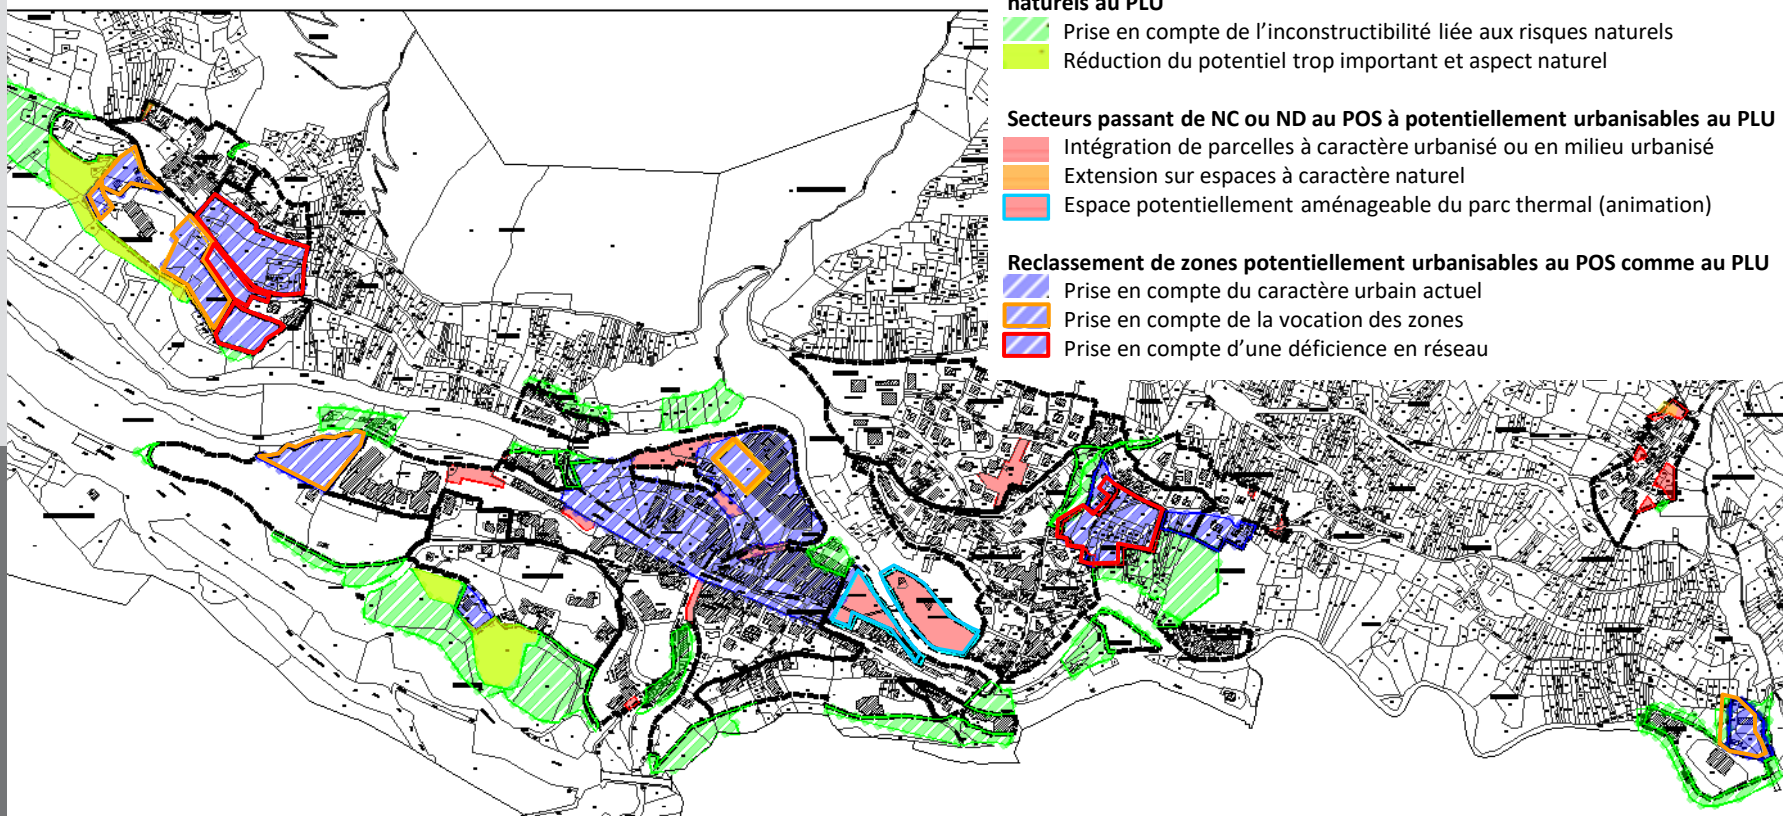 naturels au PLU
Prise en compte de l’inconstructibilité liée aux risques naturels
Réduction du potentiel trop important et aspect naturel
Secteurs passant de NC ou ND au POS à potentiellement urbanisables au PLU
Intégration de parcelles à caractère urbanisé ou en milieu urbanisé
Extension sur espaces à caractère naturel
Espace potentiellement aménageable du parc thermal (animation)
Reclassement de zones potentiellement urbanisables au POS comme au PLU
Prise en compte du caractère urbain actuel
Prise en compte de la vocation des zones
Prise en compte d’une déficience en réseau